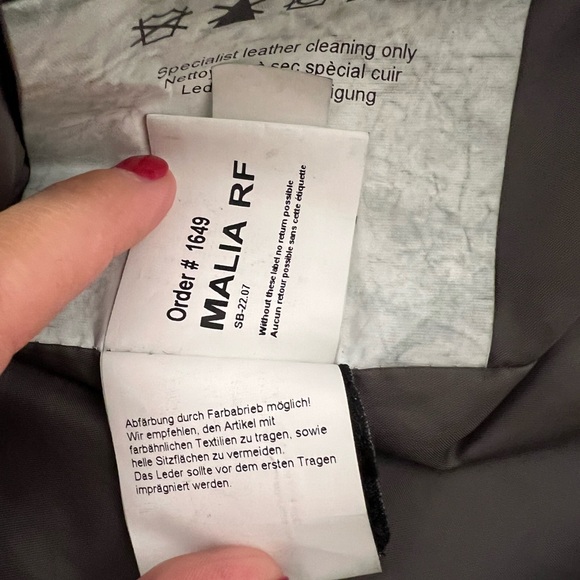 Specialist leather cleaning only
sec spècial cuir
Led igung
Order # 1649
MALIA RF
SB-22.07
Without these label no return possible
Aucun retour possible sans cette étiquette
Abfärbung durch Farbabrieb möglich!
Wir empfehlen, den Artikel mit
farbähnlichen Textilien zu tragen, sowie
helle Sitzflächen zu vermeiden.
Das Leder sollte vor dem ersten Tragen
imprägniert werden.